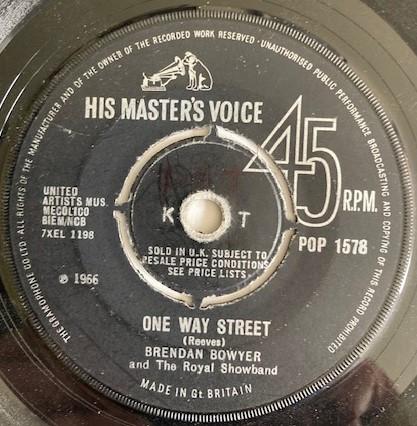 THE GRAMOPHONE CO LTD · ALL RIGHTS OF THE MANUFACTURER AND OF THE OWNER OF THE RECORDED WORK RESERVED · UNAUTHORISED PUBLIC PERFORMANCE BROADCASTING AND COPYING OF THIS RECORD PROHIBITED
HIS MASTER'S VOICE
45 R.P.M.
UNITED
ARTISTS MUS.
MECOLICO
BIEM/NCB
7XEL 1198
K T
POP 1578
SOLD IN U.K. SUBJECT TO
RESALE PRICE CONDITIONS
SEE PRICE LISTS
℗ 1966
ONE WAY STREET
(Reeves)
BRENDAN BOWYER
and The Royal Showband
MADE IN Gt. BRITAIN